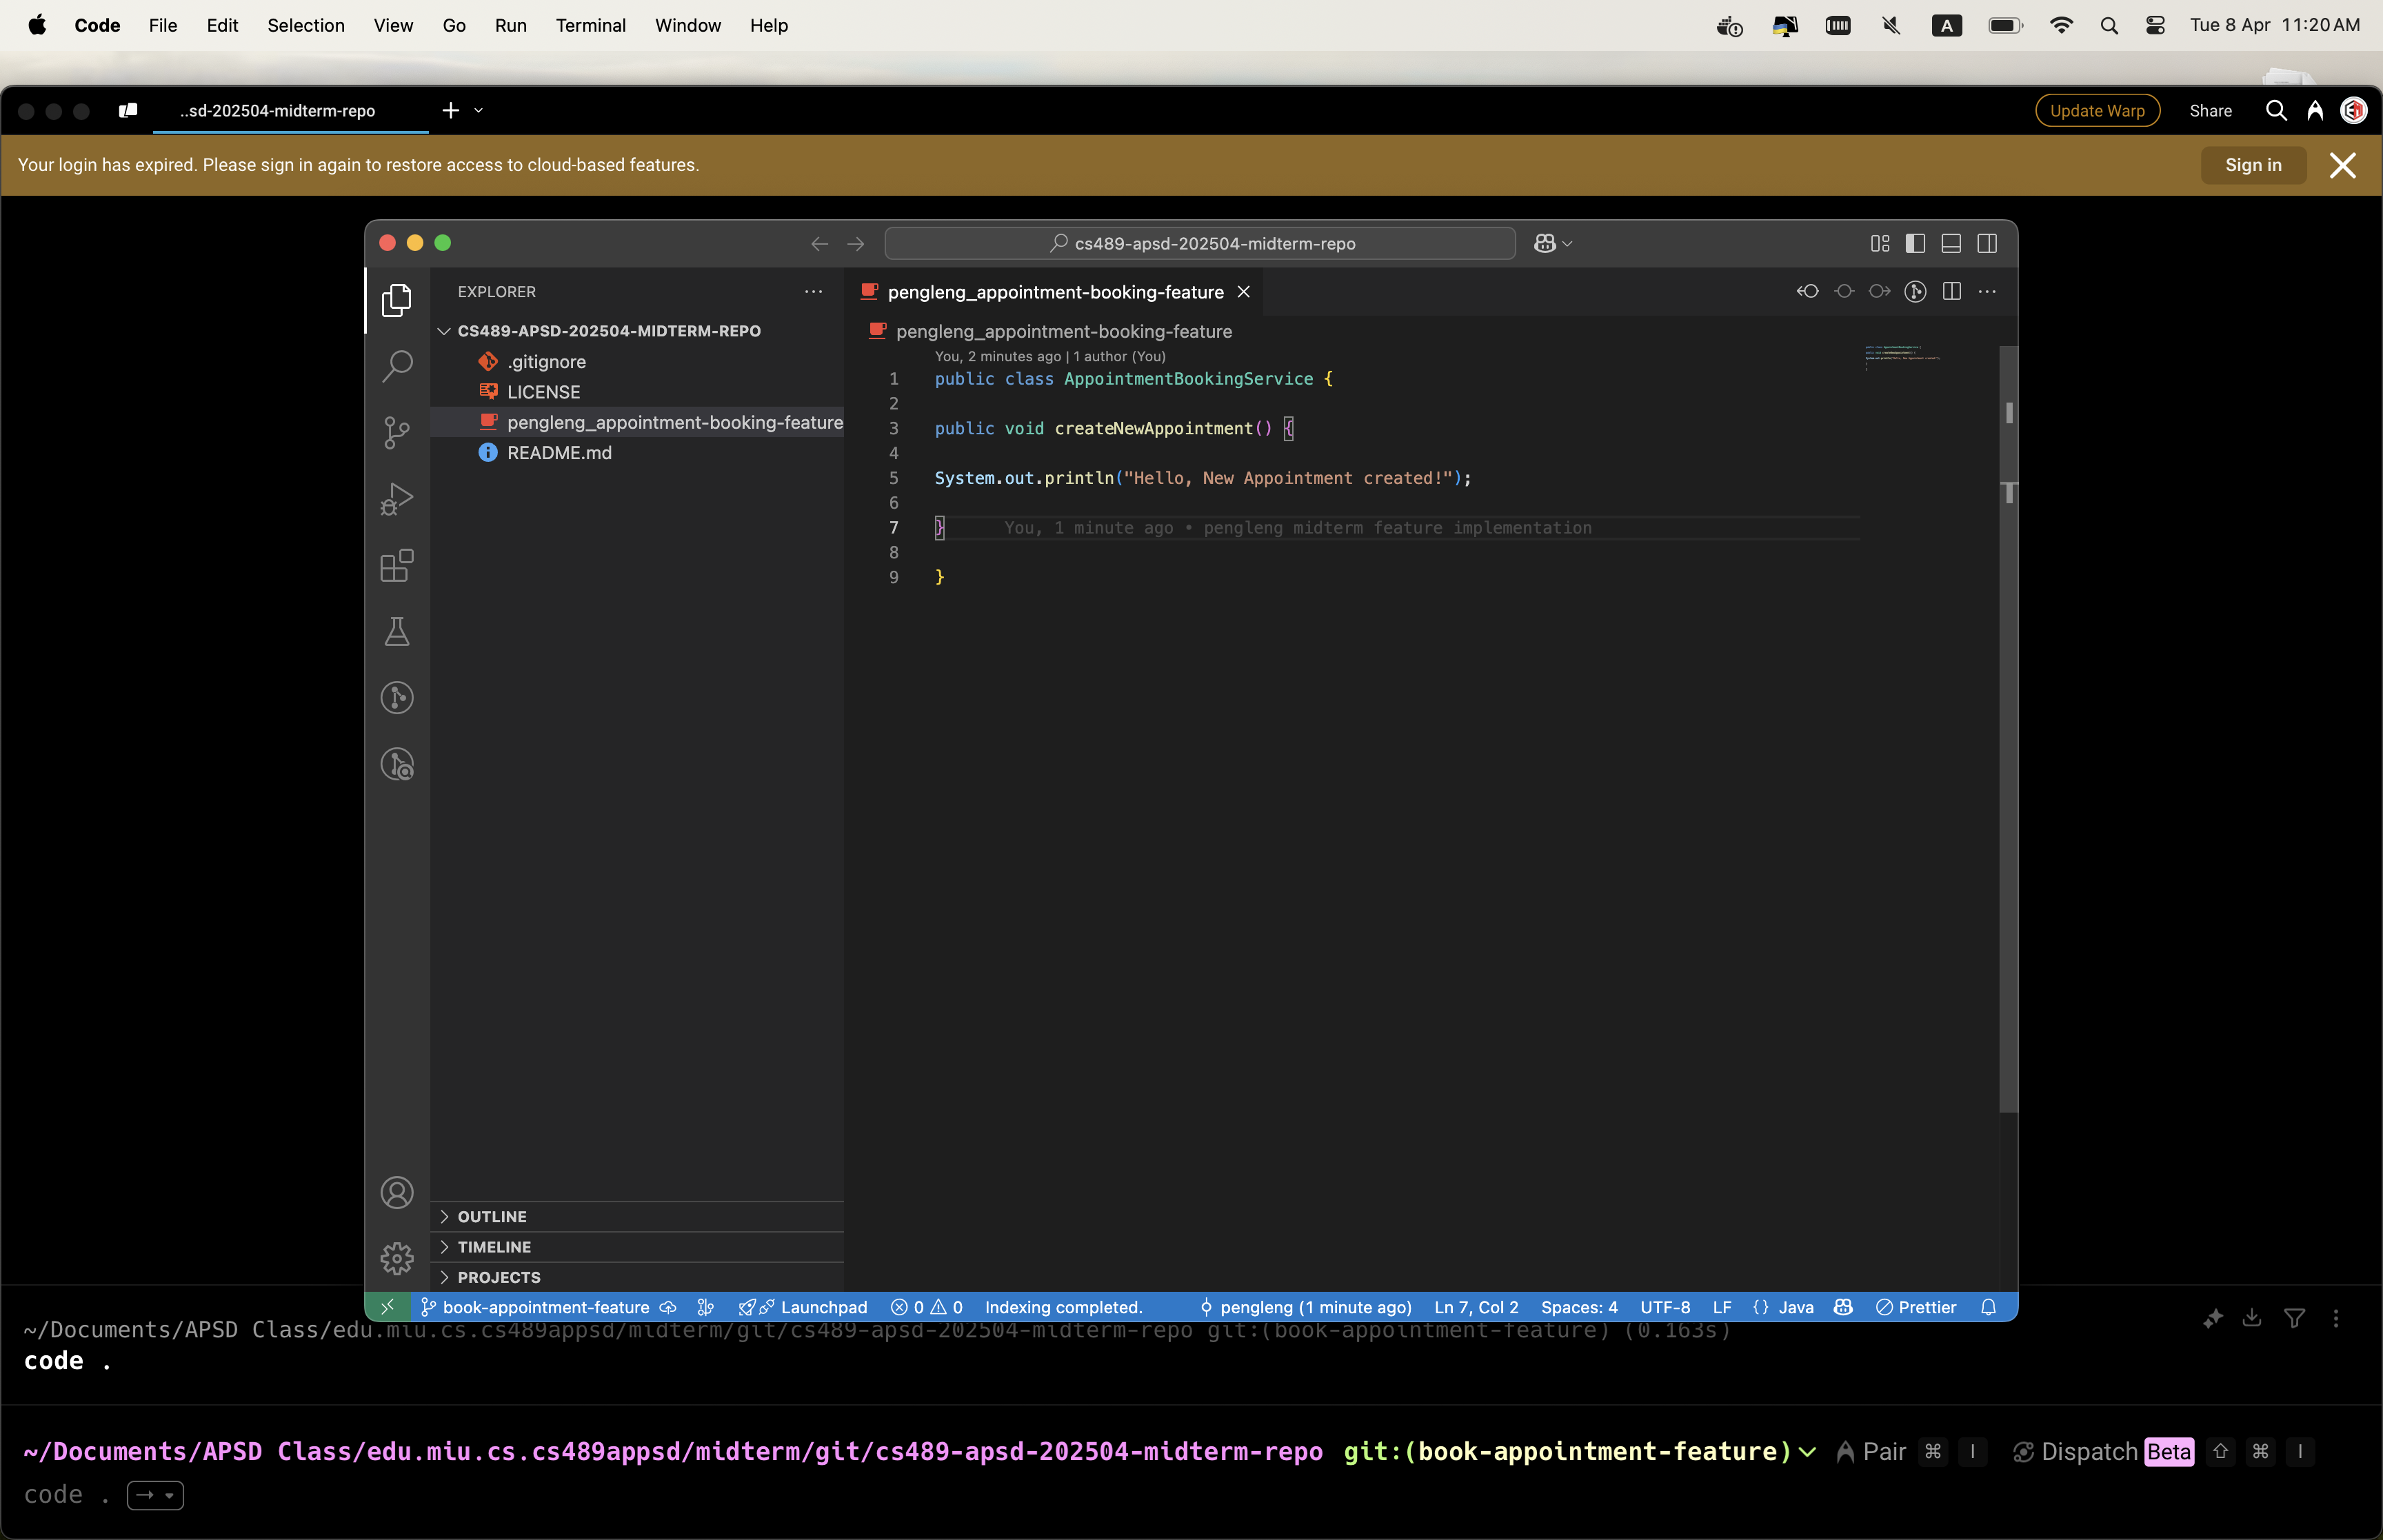 Code File Edit Selection View Go Run Terminal Window Help A Tue 8 Apr 11:20 AM
..sd-202504-midterm-repo Update Warp Share
Your login has expired. Please sign in again to restore access to cloud-based features. Sign in
cs489-apsd-202504-midterm-repo
EXPLORER
CS489-APSD-202504-MIDTERM-REPO
.gitignore
LICENSE
pengleng_appointment-booking-feature
README.md
OUTLINE
TIMELINE
PROJECTS
pengleng_appointment-booking-feature
pengleng_appointment-booking-feature
You, 2 minutes ago | 1 author (You)
1 public class AppointmentBookingService {
2
3 public void createNewAppointment() {
4
5 System.out.println("Hello, New Appointment created!");
6
7 } You, 1 minute ago • pengleng midterm feature implementation
8
9 }
book-appointment-feature Launchpad 0 0 Indexing completed. pengleng (1 minute ago) Ln 7, Col 2 Spaces: 4 UTF-8 LF {} Java Prettier
~/Documents/APSD Class/edu.miu.cs.cs489appsd/midterm/git/cs489-apsd-202504-midterm-repo git:(book-appointment-feature) (0.163s)
code .
~/Documents/APSD Class/edu.miu.cs.cs489appsd/midterm/git/cs489-apsd-202504-midterm-repo git:(book-appointment-feature) Pair ⌘ I Dispatch Beta ⇧ ⌘ I
code .